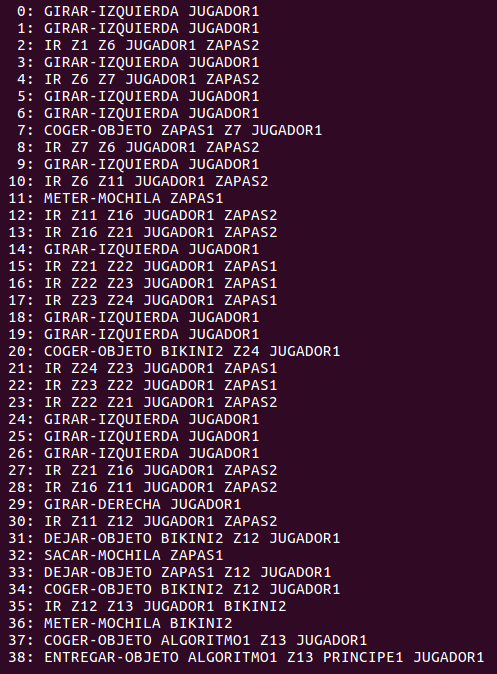 0: GIRAR-IZQUIERDA JUGADOR1
1: GIRAR-IZQUIERDA JUGADOR1
2: IR Z1 Z6 JUGADOR1 ZAPAS2
3: GIRAR-IZQUIERDA JUGADOR1
4: IR Z6 Z7 JUGADOR1 ZAPAS2
5: GIRAR-IZQUIERDA JUGADOR1
6: GIRAR-IZQUIERDA JUGADOR1
7: COGER-OBJETO ZAPAS1 Z7 JUGADOR1
8: IR Z7 Z6 JUGADOR1 ZAPAS2
9: GIRAR-IZQUIERDA JUGADOR1
10: IR Z6 Z11 JUGADOR1 ZAPAS2
11: METER-MOCHILA ZAPAS1
12: IR Z11 Z16 JUGADOR1 ZAPAS2
13: IR Z16 Z21 JUGADOR1 ZAPAS2
14: GIRAR-IZQUIERDA JUGADOR1
15: IR Z21 Z22 JUGADOR1 ZAPAS1
16: IR Z22 Z23 JUGADOR1 ZAPAS1
17: IR Z23 Z24 JUGADOR1 ZAPAS1
18: GIRAR-IZQUIERDA JUGADOR1
19: GIRAR-IZQUIERDA JUGADOR1
20: COGER-OBJETO BIKINI2 Z24 JUGADOR1
21: IR Z24 Z23 JUGADOR1 ZAPAS1
22: IR Z23 Z22 JUGADOR1 ZAPAS1
23: IR Z22 Z21 JUGADOR1 ZAPAS2
24: GIRAR-IZQUIERDA JUGADOR1
25: GIRAR-IZQUIERDA JUGADOR1
26: GIRAR-IZQUIERDA JUGADOR1
27: IR Z21 Z16 JUGADOR1 ZAPAS2
28: IR Z16 Z11 JUGADOR1 ZAPAS2
29: GIRAR-DERECHA JUGADOR1
30: IR Z11 Z12 JUGADOR1 ZAPAS2
31: DEJAR-OBJETO BIKINI2 Z12 JUGADOR1
32: SACAR-MOCHILA ZAPAS1
33: DEJAR-OBJETO ZAPAS1 Z12 JUGADOR1
34: COGER-OBJETO BIKINI2 Z12 JUGADOR1
35: IR Z12 Z13 JUGADOR1 BIKINI2
36: METER-MOCHILA BIKINI2
37: COGER-OBJETO ALGORITMO1 Z13 JUGADOR1
38: ENTREGAR-OBJETO ALGORITMO1 Z13 PRINCIPE1 JUGADOR1